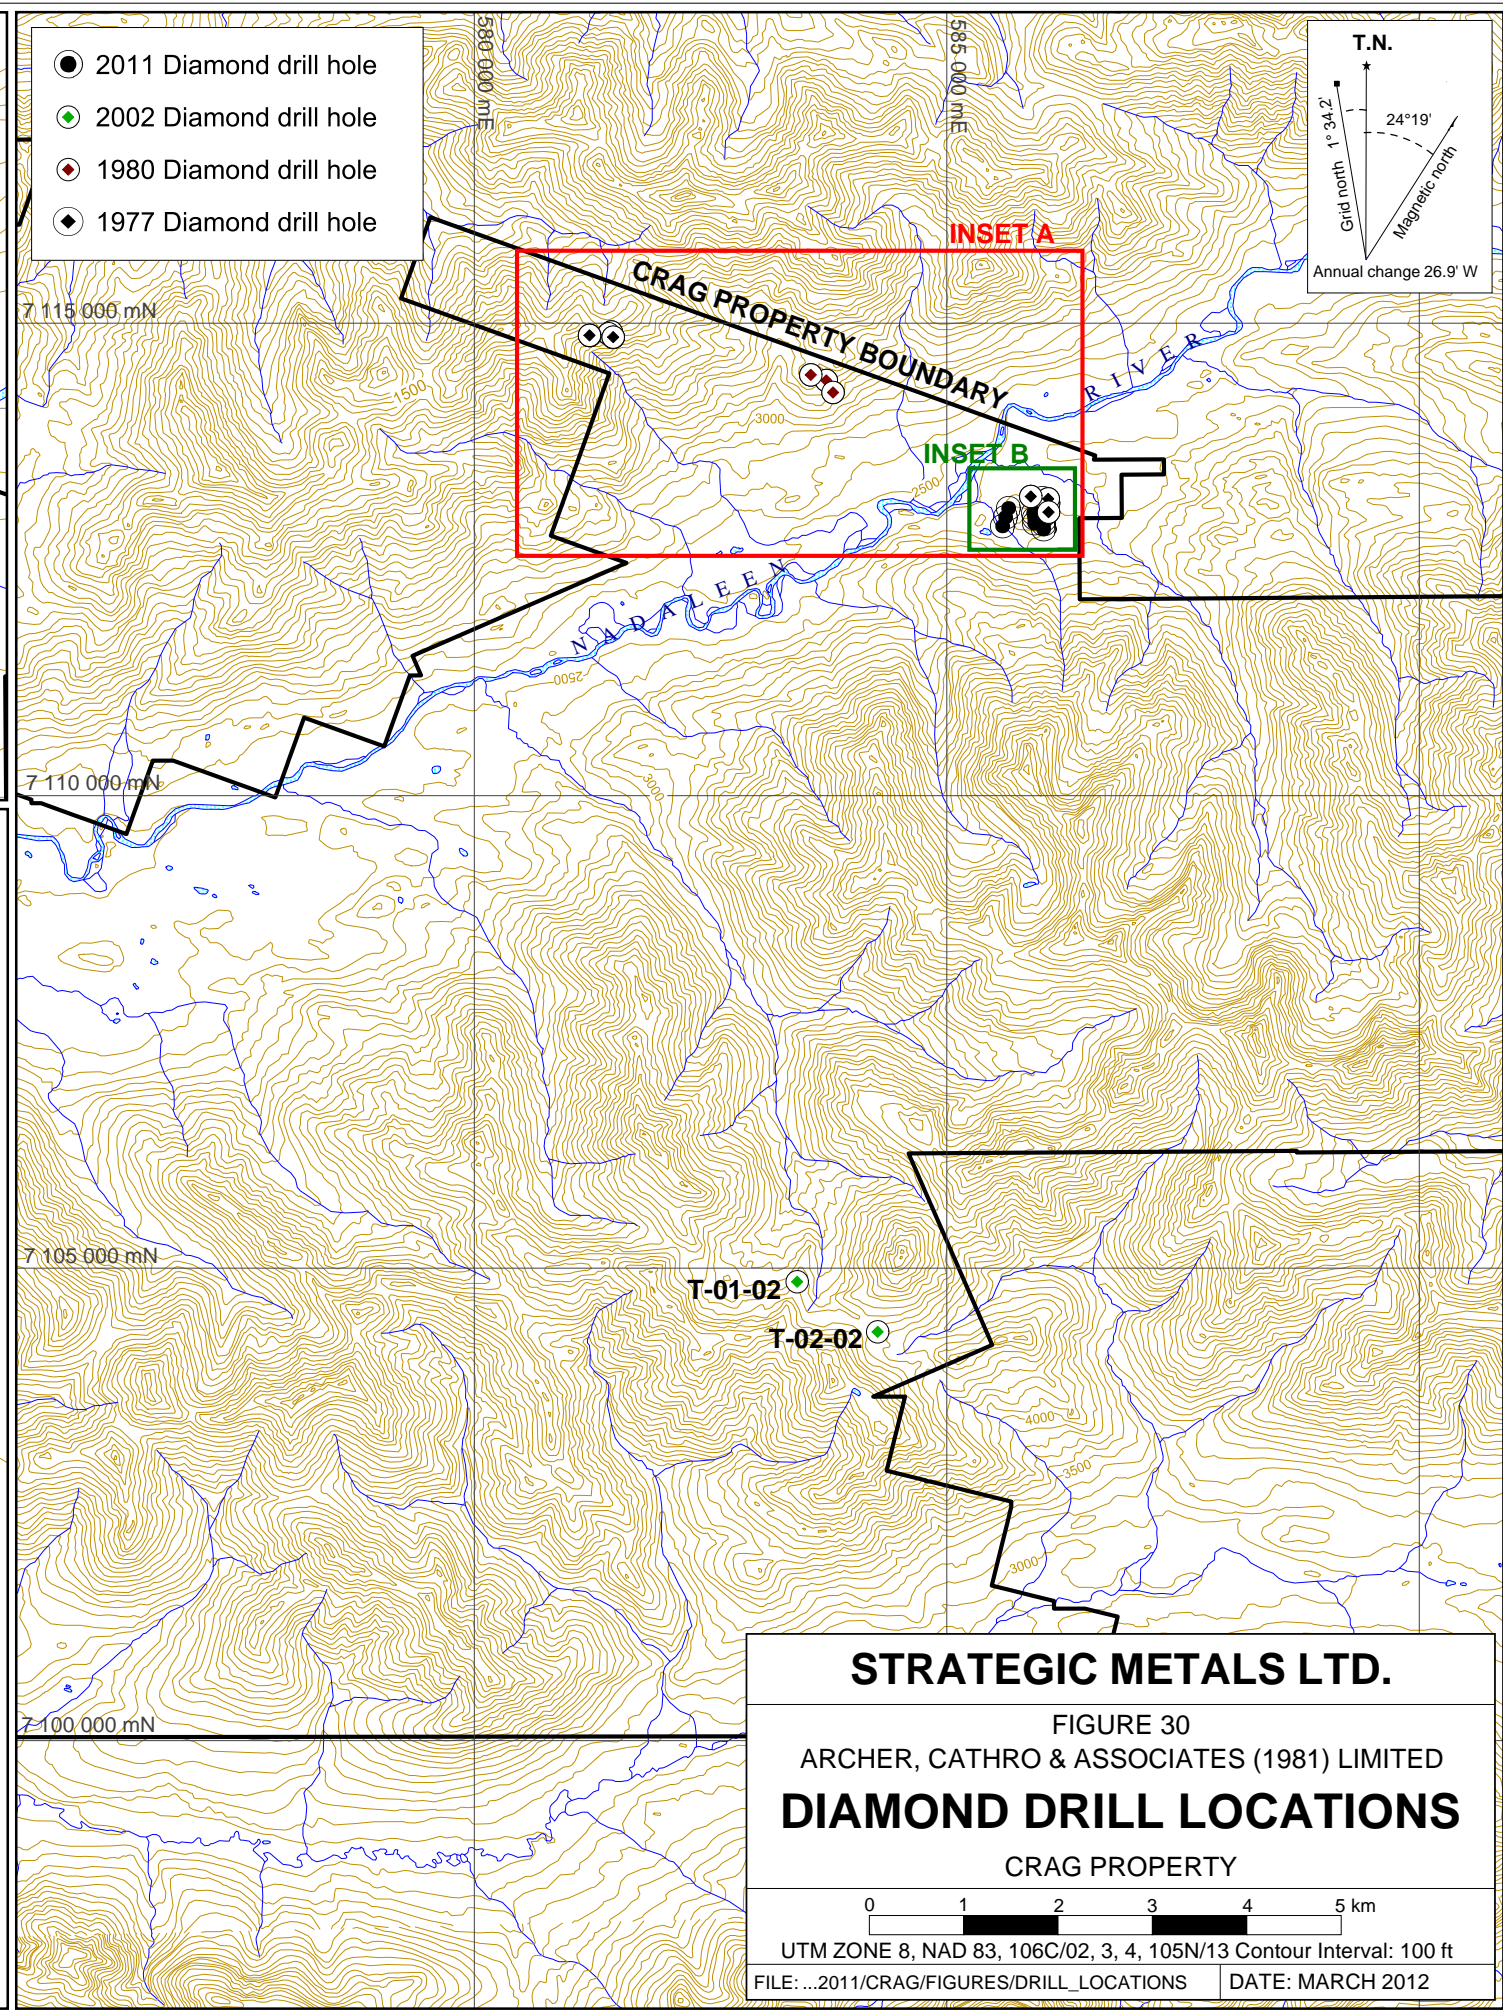 2011 Diamond drill hole
2002 Diamond drill hole
1980 Diamond drill hole
1977 Diamond drill hole
580 000 mE
585 000 mE
T.N.
1° 34.2'
24°19'
Grid north
Magnetic north
Annual change 26.9' W
INSET A
CRAG PROPERTY BOUNDARY
7 115 000 mN
RIVER
1500
3000
INSET B
2500
NADALEEN
2500
3000
7 110 000 mN
7 105 000 mN
T-01-02
T-02-02
4000
3500
3000
7 100 000 mN
STRATEGIC METALS LTD.
FIGURE 30
ARCHER, CATHRO & ASSOCIATES (1981) LIMITED
DIAMOND DRILL LOCATIONS
CRAG PROPERTY
0 1 2 3 4 5 km
UTM ZONE 8, NAD 83, 106C/02, 3, 4, 105N/13 Contour Interval: 100 ft
FILE: ...2011/CRAG/FIGURES/DRILL_LOCATIONS
DATE: MARCH 2012